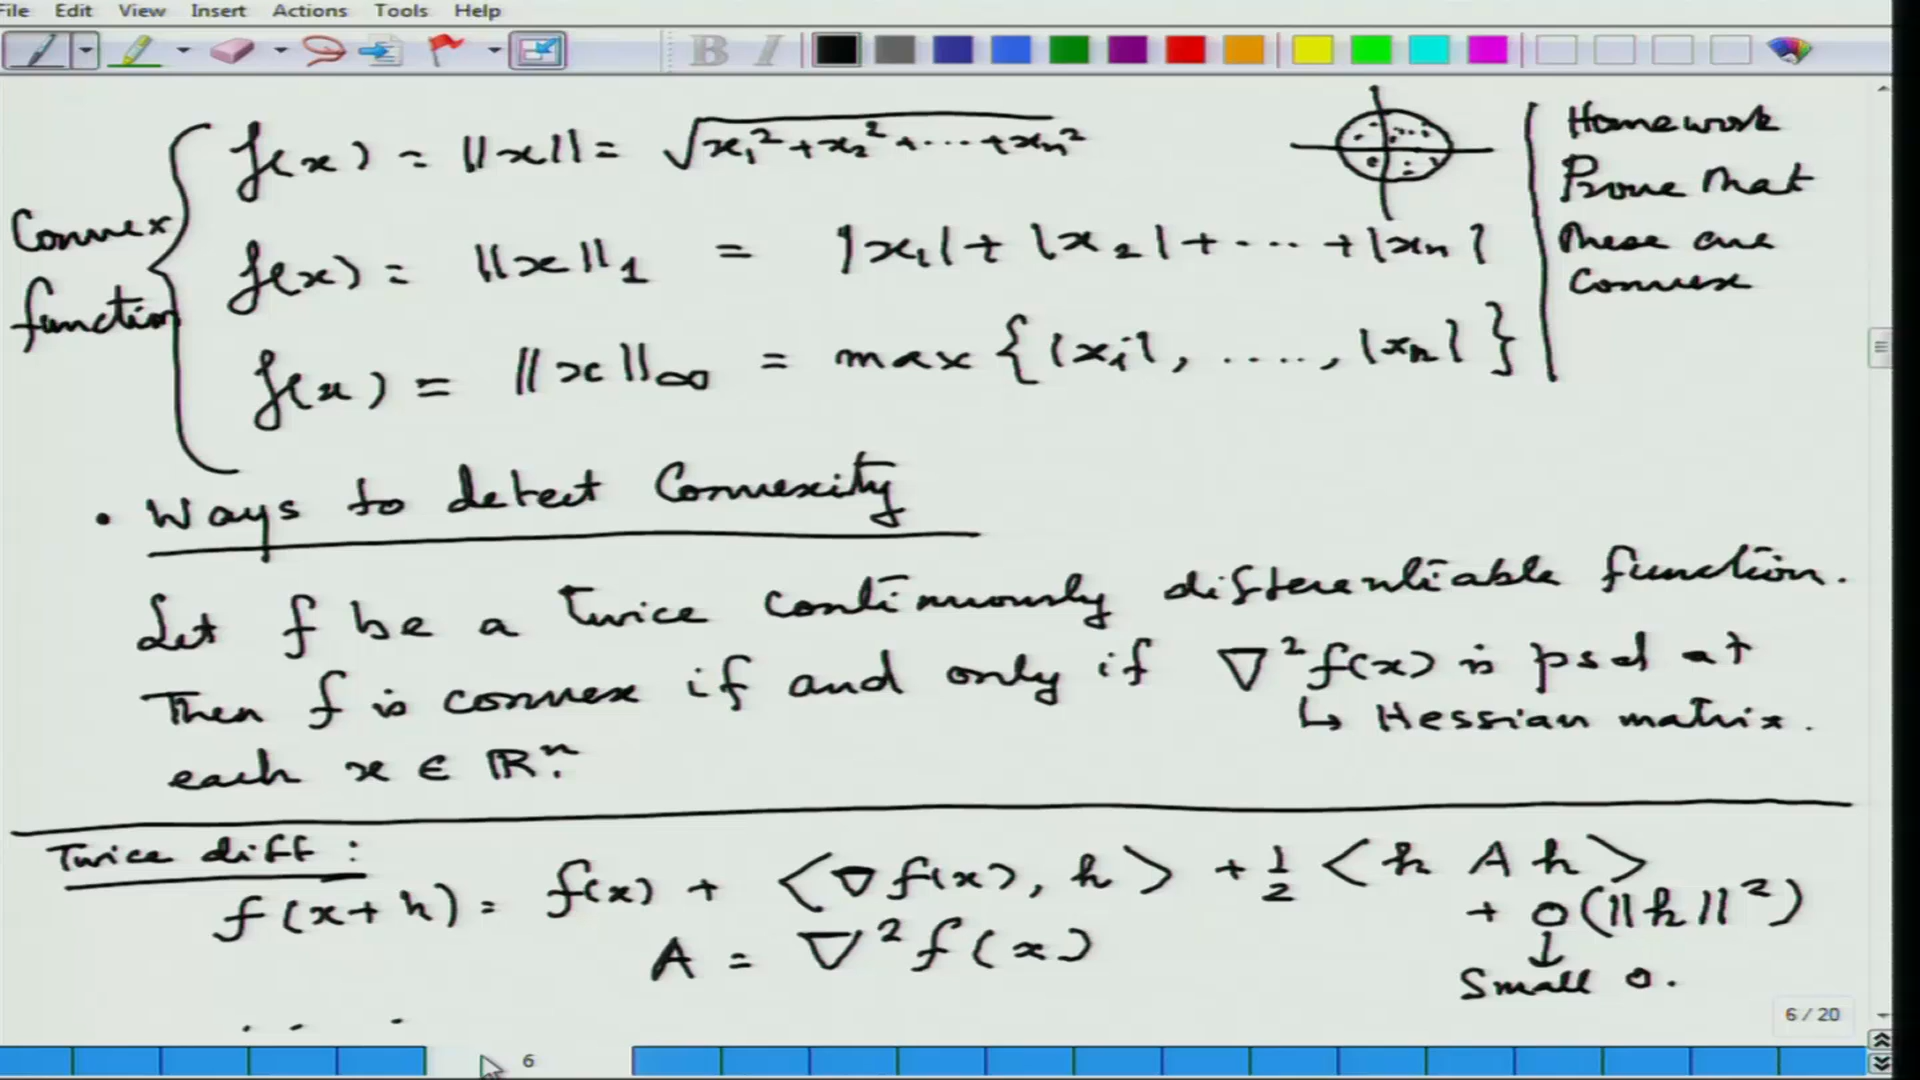 File Edit View Insert Actions Tools Help
B I
Convex function
f(x) = ||x|| = √x₁² + x₂² + ⋯ + xₙ²
f(x) = ||x||₁ = |x₁| + |x₂| + ⋯ + |xₙ|
f(x) = ||x||∞ = max {|xᵢ|, ...., |xₙ|}
Homework
Prove that
these are
convex
• Ways to detect Convexity
Let f be a twice continuously differentiable function.
Then f is convex if and only if ∇²f(x) is psd at
↳ Hessian matrix.
each x ∈ ℝⁿ.
Twice diff :
f(x+h) = f(x) + ⟨∇f(x), h⟩ + 1/2 ⟨h A h⟩
+ o(||h||²)
↓
A = ∇²f(x)
Small o.
6 / 20
6